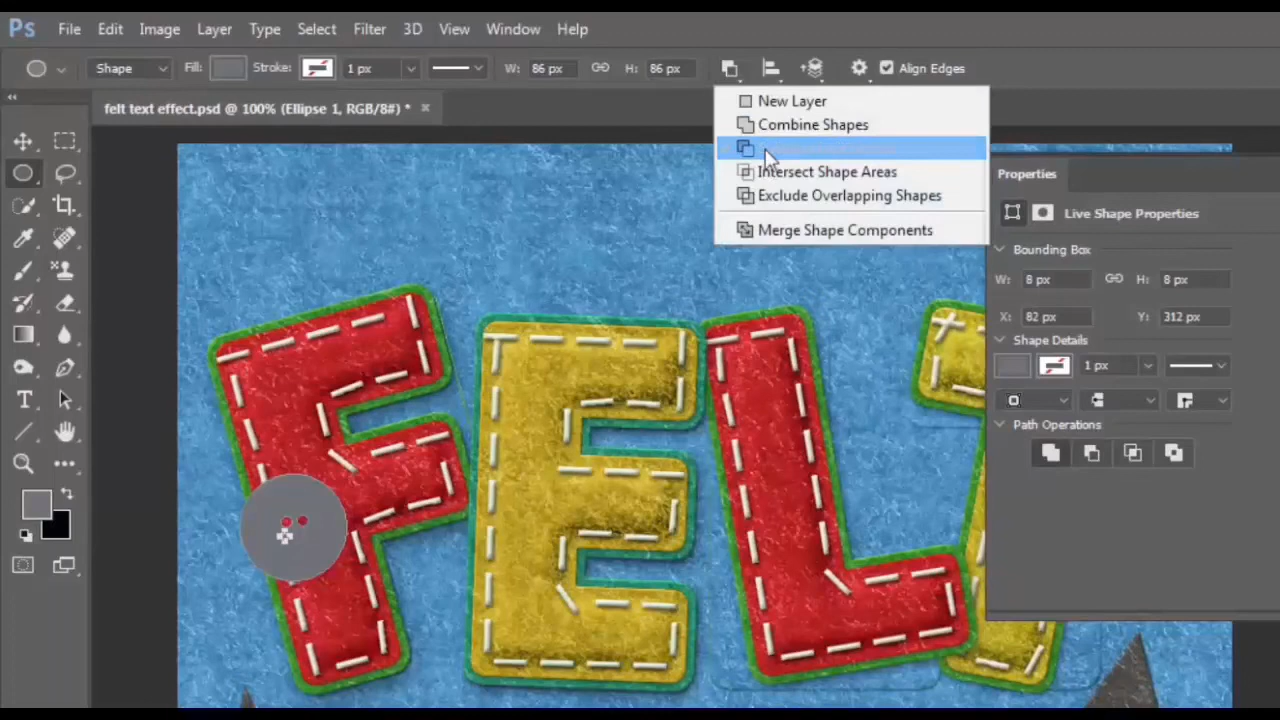 Ps File Edit Image Layer Type Select Filter 3D View Window Help
Shape Fill: Stroke: 1 px W: 86 px H: 86 px Align Edges
felt text effect.psd @ 100% (Ellipse 1, RGB/8#) * ×
New Layer
Combine Shapes
Intersect Shape Areas
Exclude Overlapping Shapes
Merge Shape Components
Properties
Live Shape Properties
Bounding Box
W: 8 px H: 8 px
X: 82 px Y: 312 px
Shape Details
1 px
Path Operations
FEL